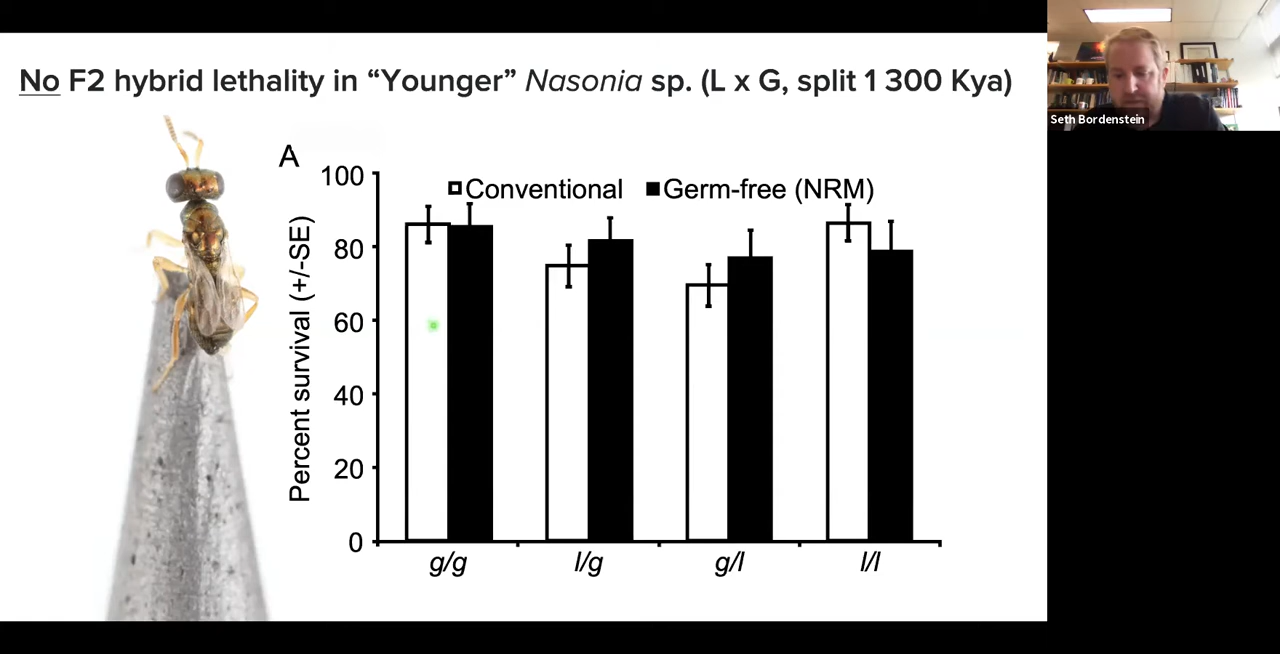 No F2 hybrid lethality in “Younger” Nasonia sp. (L x G, split 1 300 Kya)
Seth Bordenstein
A
Conventional
Germ-free (NRM)
Percent survival (+/-SE)
100
80
60
40
20
0
g/g
l/g
g/l
l/l